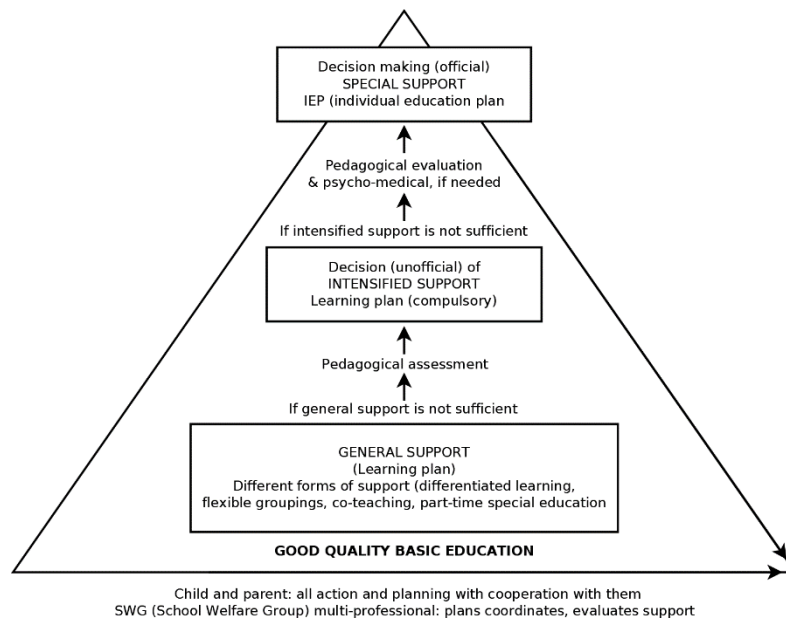 Decision making (official)
SPECIAL SUPPORT
IEP (individual education plan
Pedagogical evaluation
& psycho-medical, if needed
If intensified support is not sufficient
Decision (unofficial) of
INTENSIFIED SUPPORT
Learning plan (compulsory)
Pedagogical assessment
If general support is not sufficient
GENERAL SUPPORT
(Learning plan)
Different forms of support (differentiated learning,
flexible groupings, co-teaching, part-time special education
GOOD QUALITY BASIC EDUCATION
Child and parent: all action and planning with cooperation with them
SWG (School Welfare Group) multi-professional: plans coordinates, evaluates support